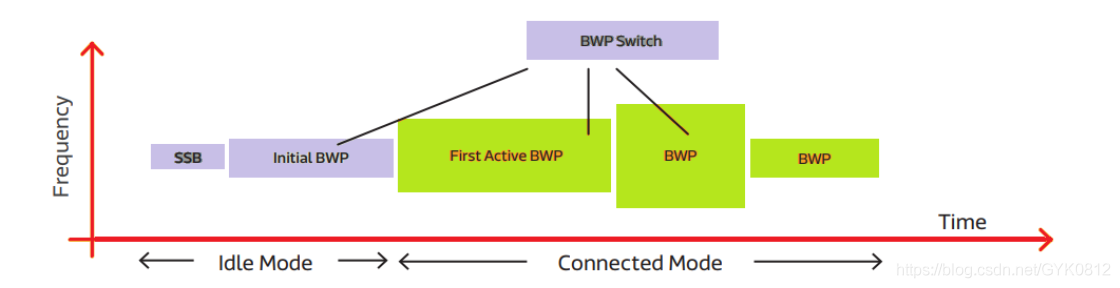 BWP Switch
Frequency
SSB
Initial BWP
First Active BWP
BWP
BWP
Time
Idle Mode
Connected Mode
https://blog.csdn.net/GYK0812